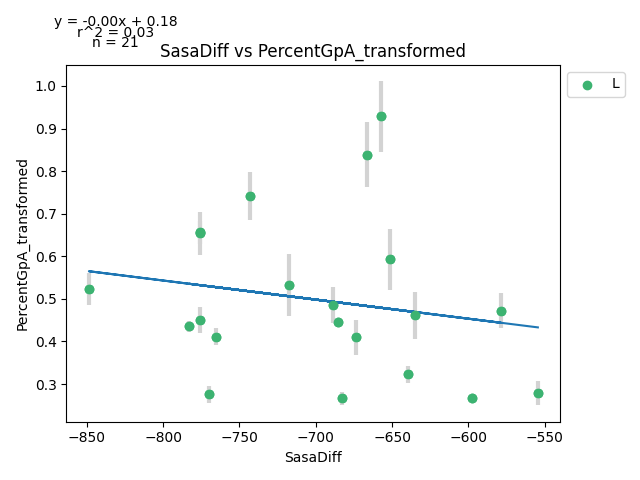 y = -0.00x + 0.18
r^2 = 0.03
n = 21
SasaDiff vs PercentGpA_transformed
L
1.0
0.9
0.8
0.7
0.6
0.5
0.4
0.3
PercentGpA_transformed
−850
−800
−750
−700
−650
−600
−550
SasaDiff